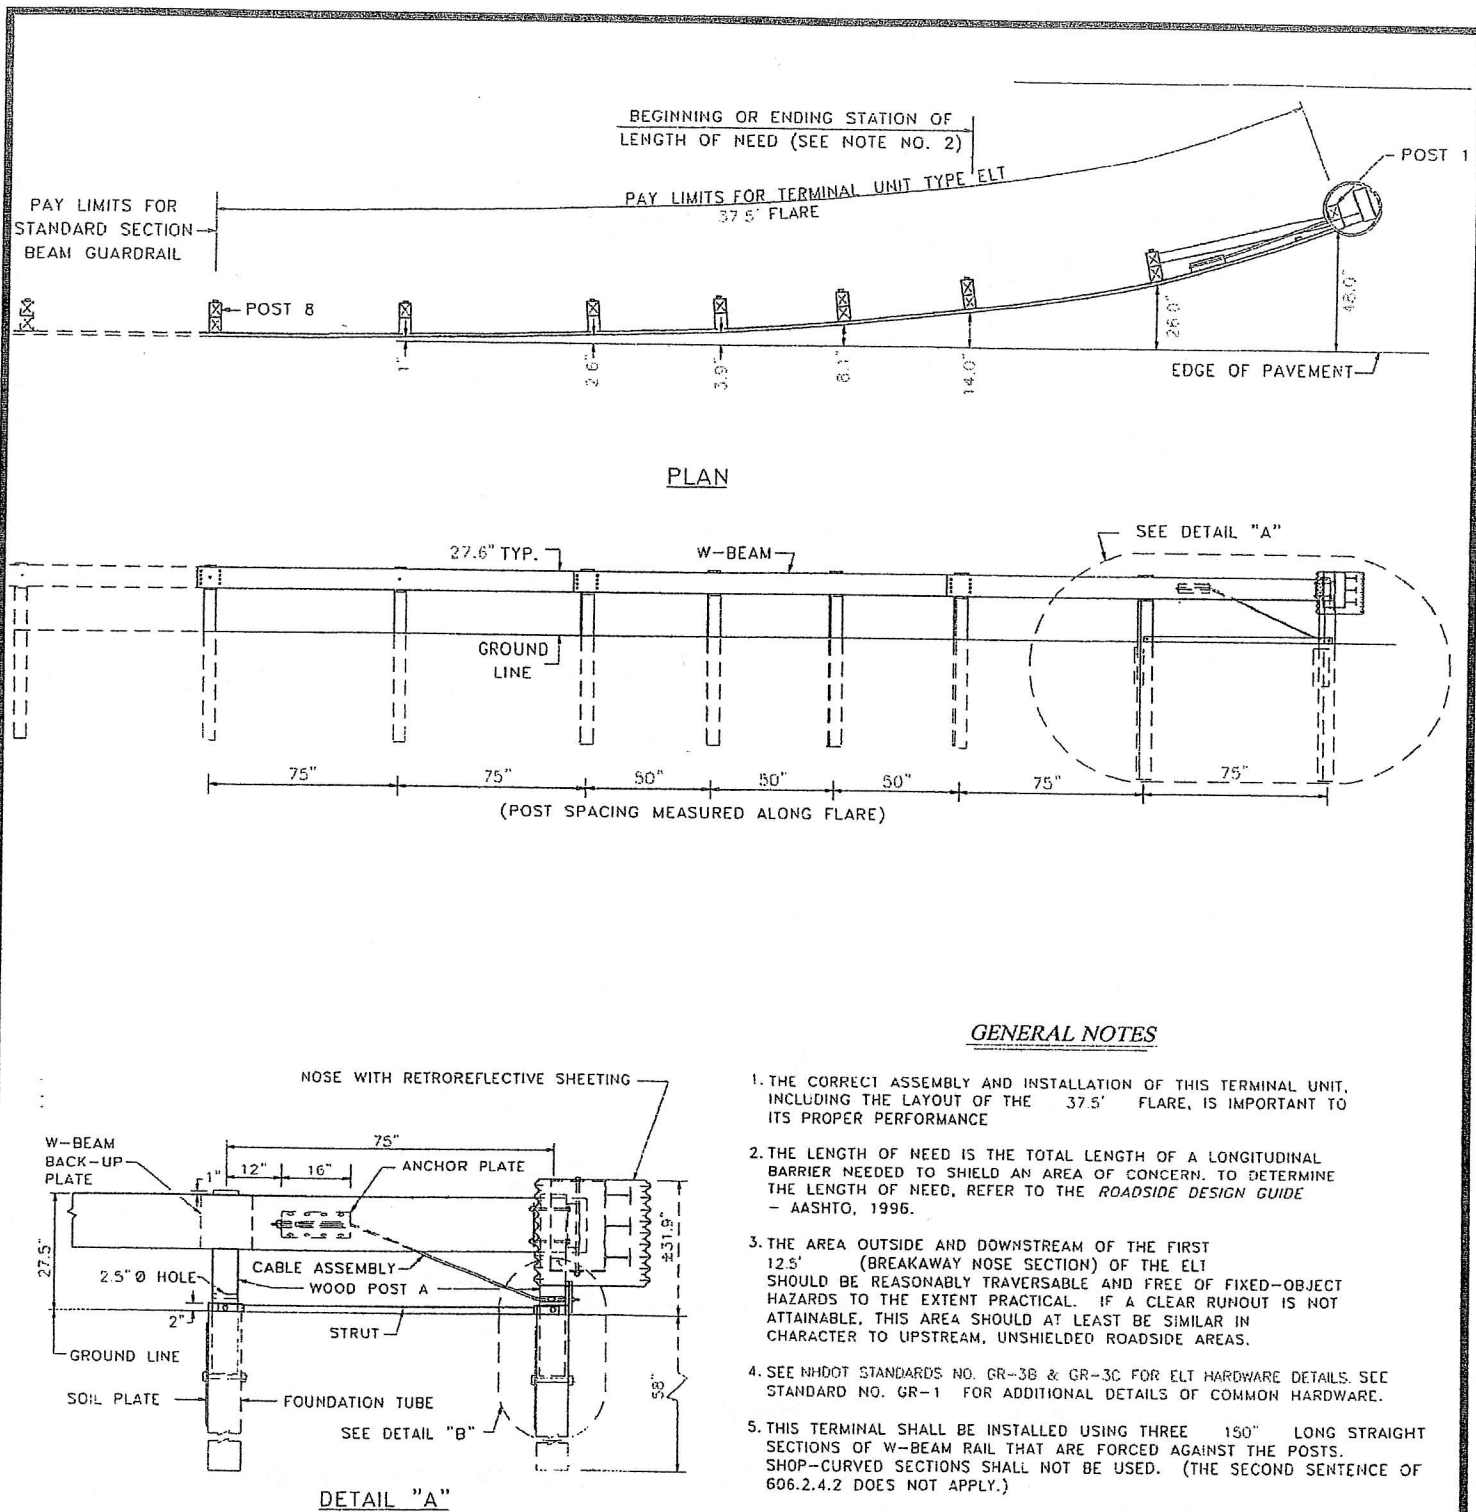 BEGINNING OR ENDING STATION OF
LENGTH OF NEED (SEE NOTE NO. 2)
POST 1
PAY LIMITS FOR TERMINAL UNIT TYPE ELT
37.5' FLARE
PAY LIMITS FOR
STANDARD SECTION
BEAM GUARDRAIL
POST 8
1"
2.6"
3.9"
8.1"
14.0"
26.0"
48.0"
EDGE OF PAVEMENT
PLAN
SEE DETAIL "A"
27.6" TYP.
W-BEAM
GROUND
LINE
75"
75"
50"
50"
50"
75"
75"
(POST SPACING MEASURED ALONG FLARE)
NOSE WITH RETROREFLECTIVE SHEETING
W-BEAM
BACK-UP
PLATE
75"
1"
12"
16"
ANCHOR PLATE
27.5"
±31.9"
CABLE ASSEMBLY
2.5" Ø HOLE
WOOD POST A
2"
STRUT
GROUND LINE
58"
SOIL PLATE
FOUNDATION TUBE
SEE DETAIL "B"
DETAIL "A"
GENERAL NOTES
1. THE CORRECT ASSEMBLY AND INSTALLATION OF THIS TERMINAL UNIT,
INCLUDING THE LAYOUT OF THE 37.5' FLARE, IS IMPORTANT TO
ITS PROPER PERFORMANCE
2. THE LENGTH OF NEED IS THE TOTAL LENGTH OF A LONGITUDINAL
BARRIER NEEDED TO SHIELD AN AREA OF CONCERN. TO DETERMINE
THE LENGTH OF NEED, REFER TO THE ROADSIDE DESIGN GUIDE
- AASHTO, 1996.
3. THE AREA OUTSIDE AND DOWNSTREAM OF THE FIRST
12.5' (BREAKAWAY NOSE SECTION) OF THE ELT
SHOULD BE REASONABLY TRAVERSABLE AND FREE OF FIXED-OBJECT
HAZARDS TO THE EXTENT PRACTICAL. IF A CLEAR RUNOUT IS NOT
ATTAINABLE, THIS AREA SHOULD AT LEAST BE SIMILAR IN
CHARACTER TO UPSTREAM, UNSHIELDED ROADSIDE AREAS.
4. SEE NHDOT STANDARDS NO. GR-3B & GR-3C FOR ELT HARDWARE DETAILS. SEE
STANDARD NO. GR-1 FOR ADDITIONAL DETAILS OF COMMON HARDWARE.
5. THIS TERMINAL SHALL BE INSTALLED USING THREE 150" LONG STRAIGHT
SECTIONS OF W-BEAM RAIL THAT ARE FORCED AGAINST THE POSTS.
SHOP-CURVED SECTIONS SHALL NOT BE USED. (THE SECOND SENTENCE OF
606.2.4.2 DOES NOT APPLY.)